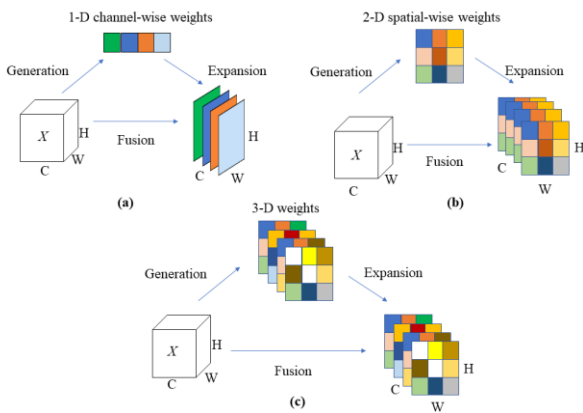 1-D channel-wise weights
Generation
Expansion
X
H
Fusion
H
W
C
C
W
(a)
2-D spatial-wise weights
Generation
Expansion
X
H
Fusion
H
W
C
C
W
(b)
3-D weights
Generation
Expansion
X
H
Fusion
H
C
W
C
W
(c)